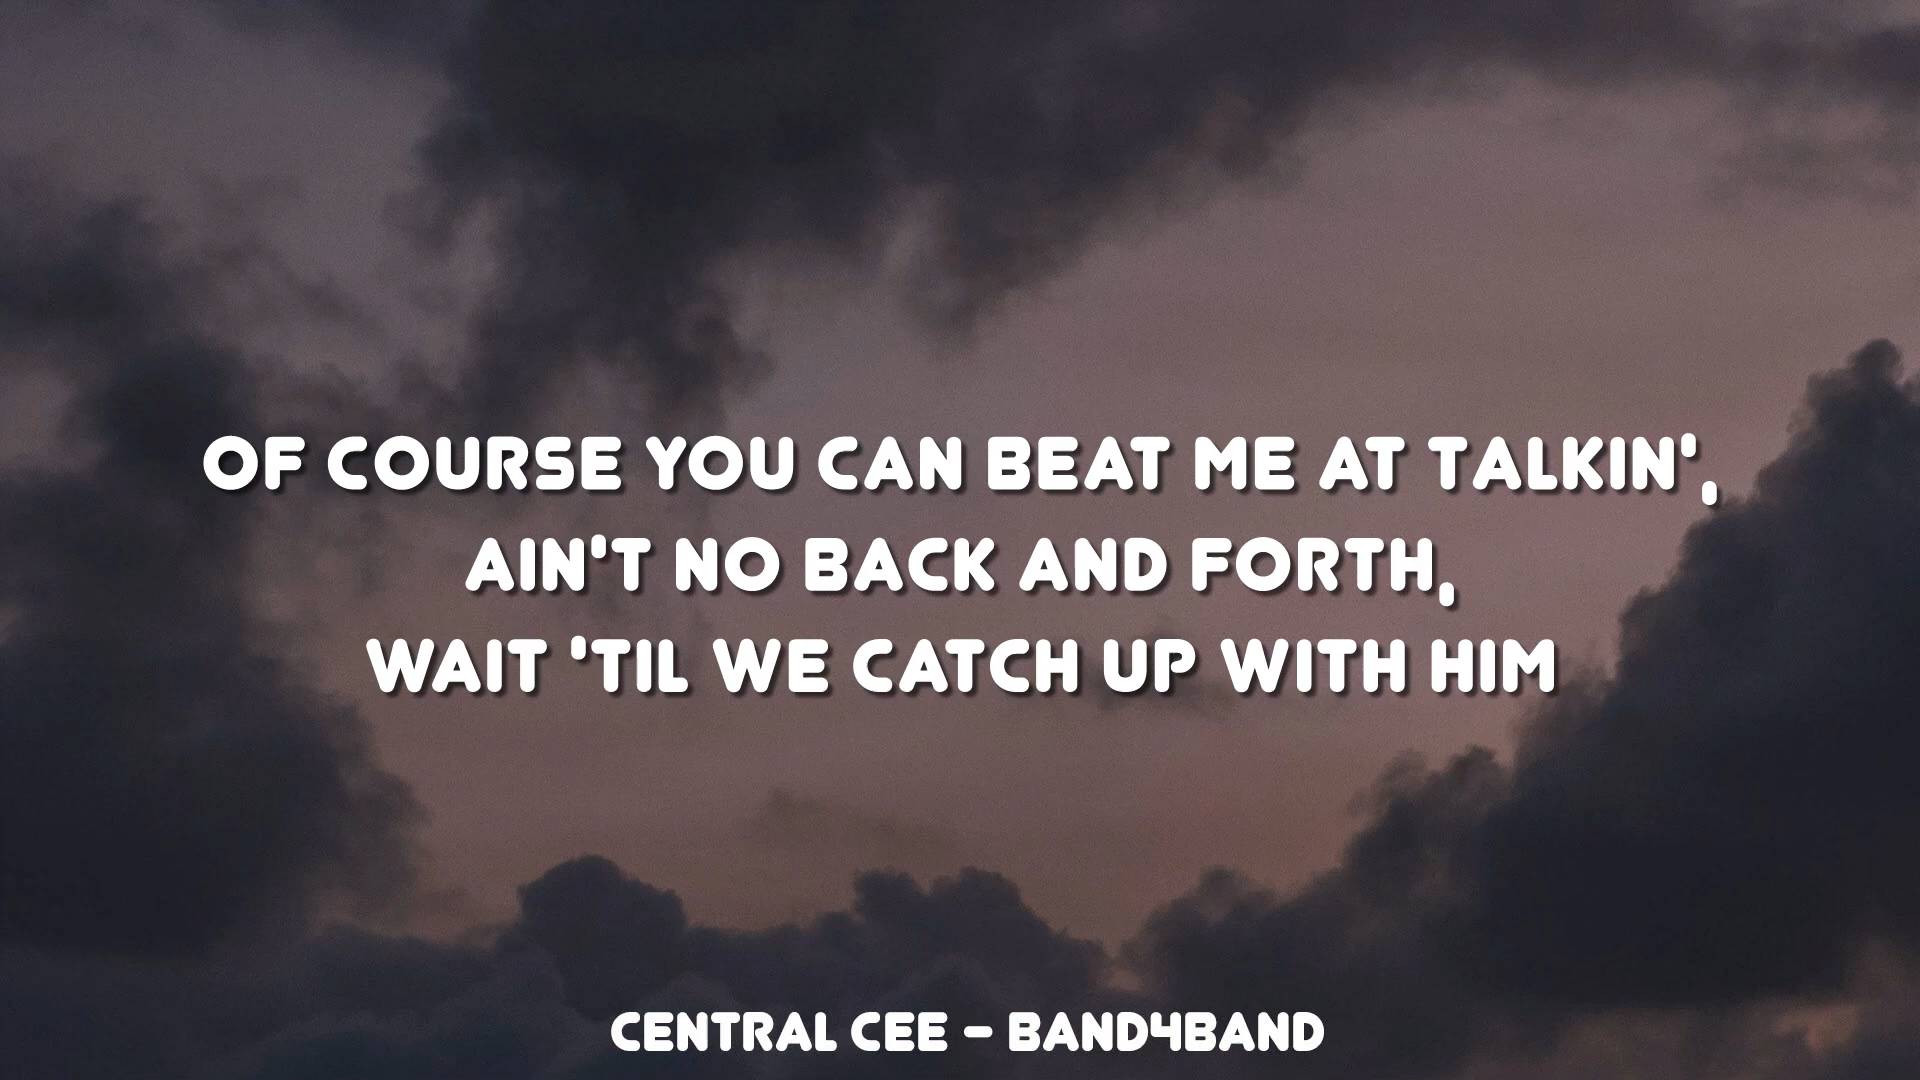 OF COURSE YOU CAN BEAT ME AT TALKIN',
AIN'T NO BACK AND FORTH,
WAIT 'TIL WE CATCH UP WITH HIM
CENTRAL CEE - BAND4BAND